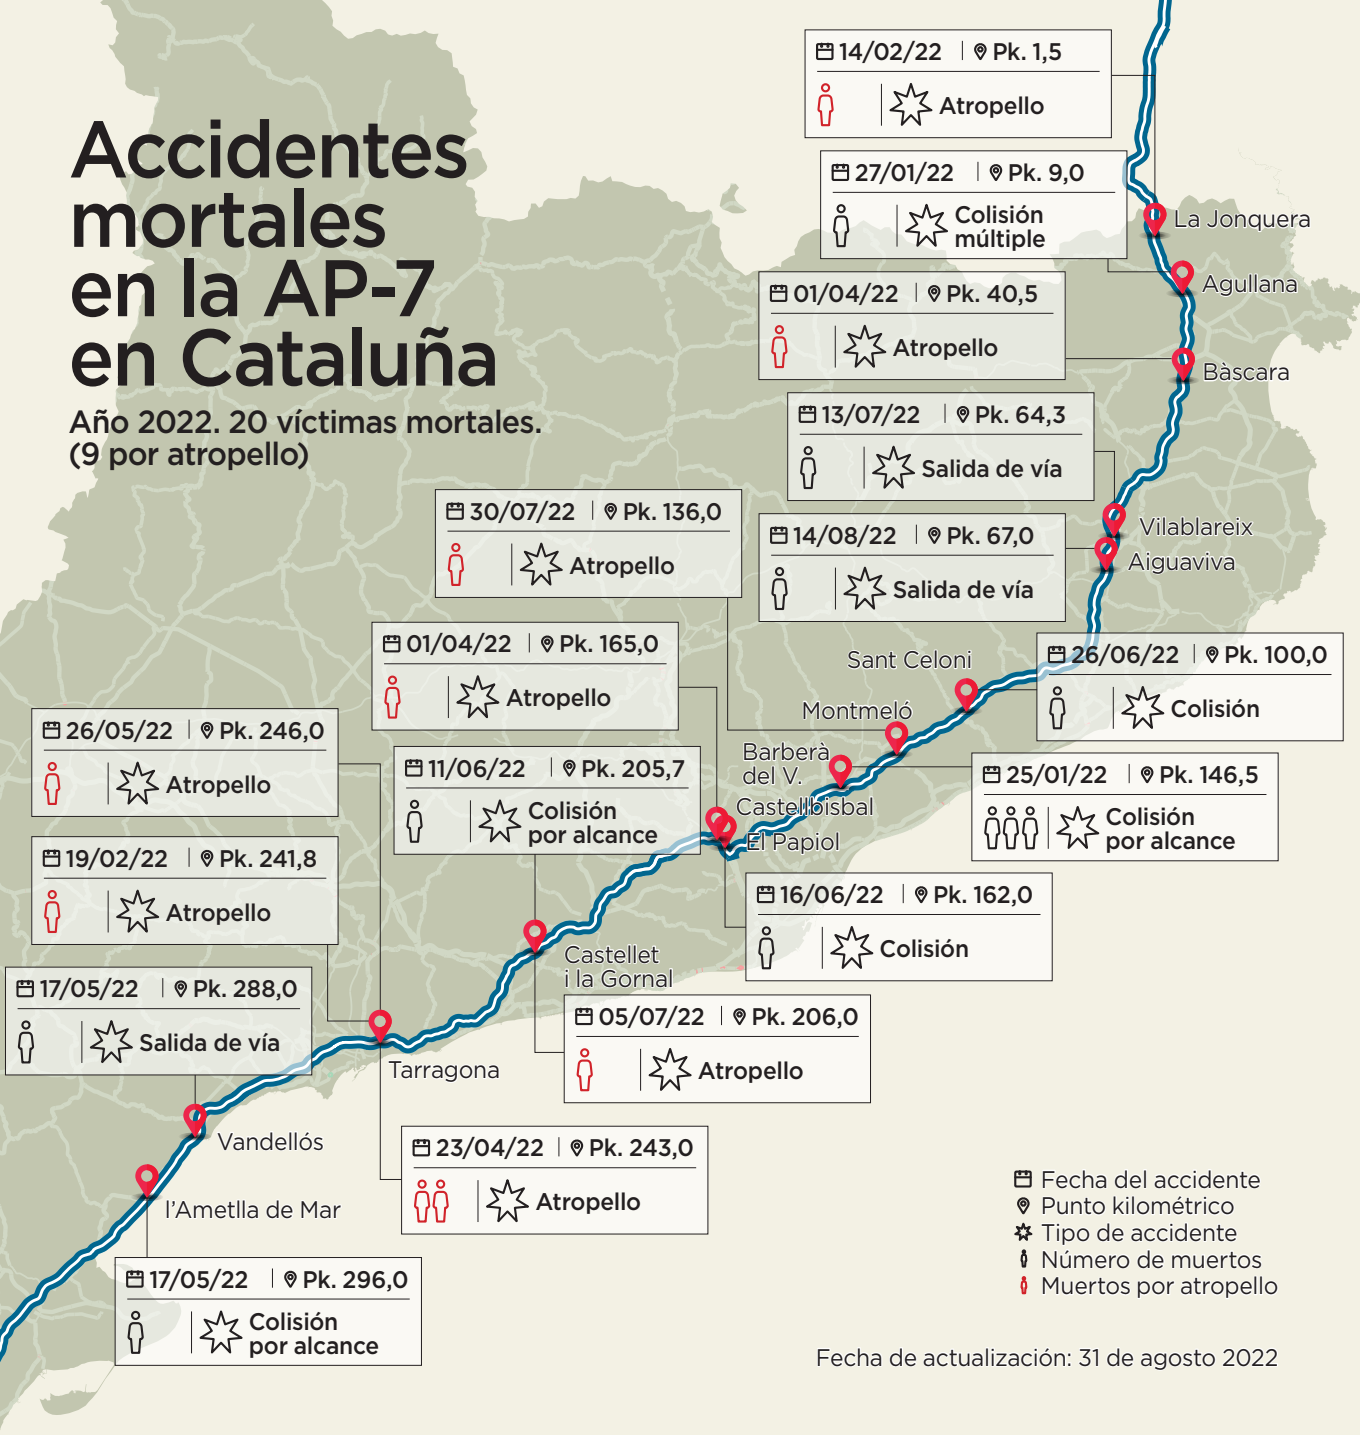 Accidentes
mortales
en la AP-7
en Cataluña
Año 2022. 20 víctimas mortales.
(9 por atropello)
14/02/22 Pk. 1,5
Atropello
27/01/22 Pk. 9,0
Colisión
múltiple
La Jonquera
Agullana
01/04/22 Pk. 40,5
Atropello
Bàscara
13/07/22 Pk. 64,3
Salida de vía
Vilablareix
14/08/22 Pk. 67,0
Salida de vía
Aiguaviva
30/07/22 Pk. 136,0
Atropello
01/04/22 Pk. 165,0
Atropello
Sant Celoni
26/06/22 Pk. 100,0
Colisión
Montmeló
26/05/22 Pk. 246,0
Atropello
11/06/22 Pk. 205,7
Colisión
por alcance
Barberà
del V.
Castellbisbal
El Papiol
25/01/22 Pk. 146,5
Colisión
por alcance
19/02/22 Pk. 241,8
Atropello
16/06/22 Pk. 162,0
Colisión
Castellet
i la Gornal
17/05/22 Pk. 288,0
Salida de vía
05/07/22 Pk. 206,0
Atropello
Tarragona
Vandellós
23/04/22 Pk. 243,0
Atropello
l'Ametlla de Mar
17/05/22 Pk. 296,0
Colisión
por alcance
Fecha del accidente
Punto kilométrico
Tipo de accidente
Número de muertos
Muertos por atropello
Fecha de actualización: 31 de agosto 2022